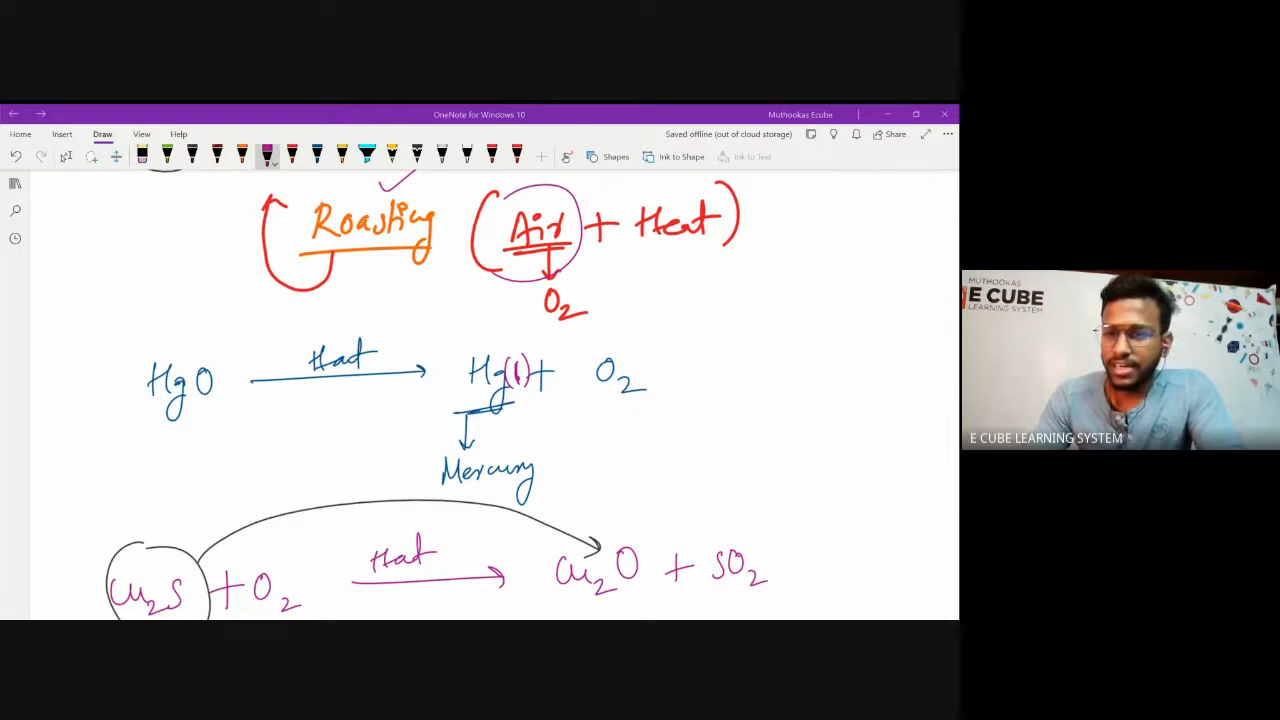 OneNote for Windows 10
Muthookas Ecube
Home Insert Draw View Help
Saved offline (out of cloud storage)
Share
Shapes
Ink to Shape
Ink to Text
Roasting (Air + Heat)
O2
HgO Heat Hg(l) + O2
Mercury
Cu2S + O2 Heat Cu2O + SO2
MUTHOOKAS
E CUBE
LEARNING SYSTEM
E CUBE LEARNING SYSTEM